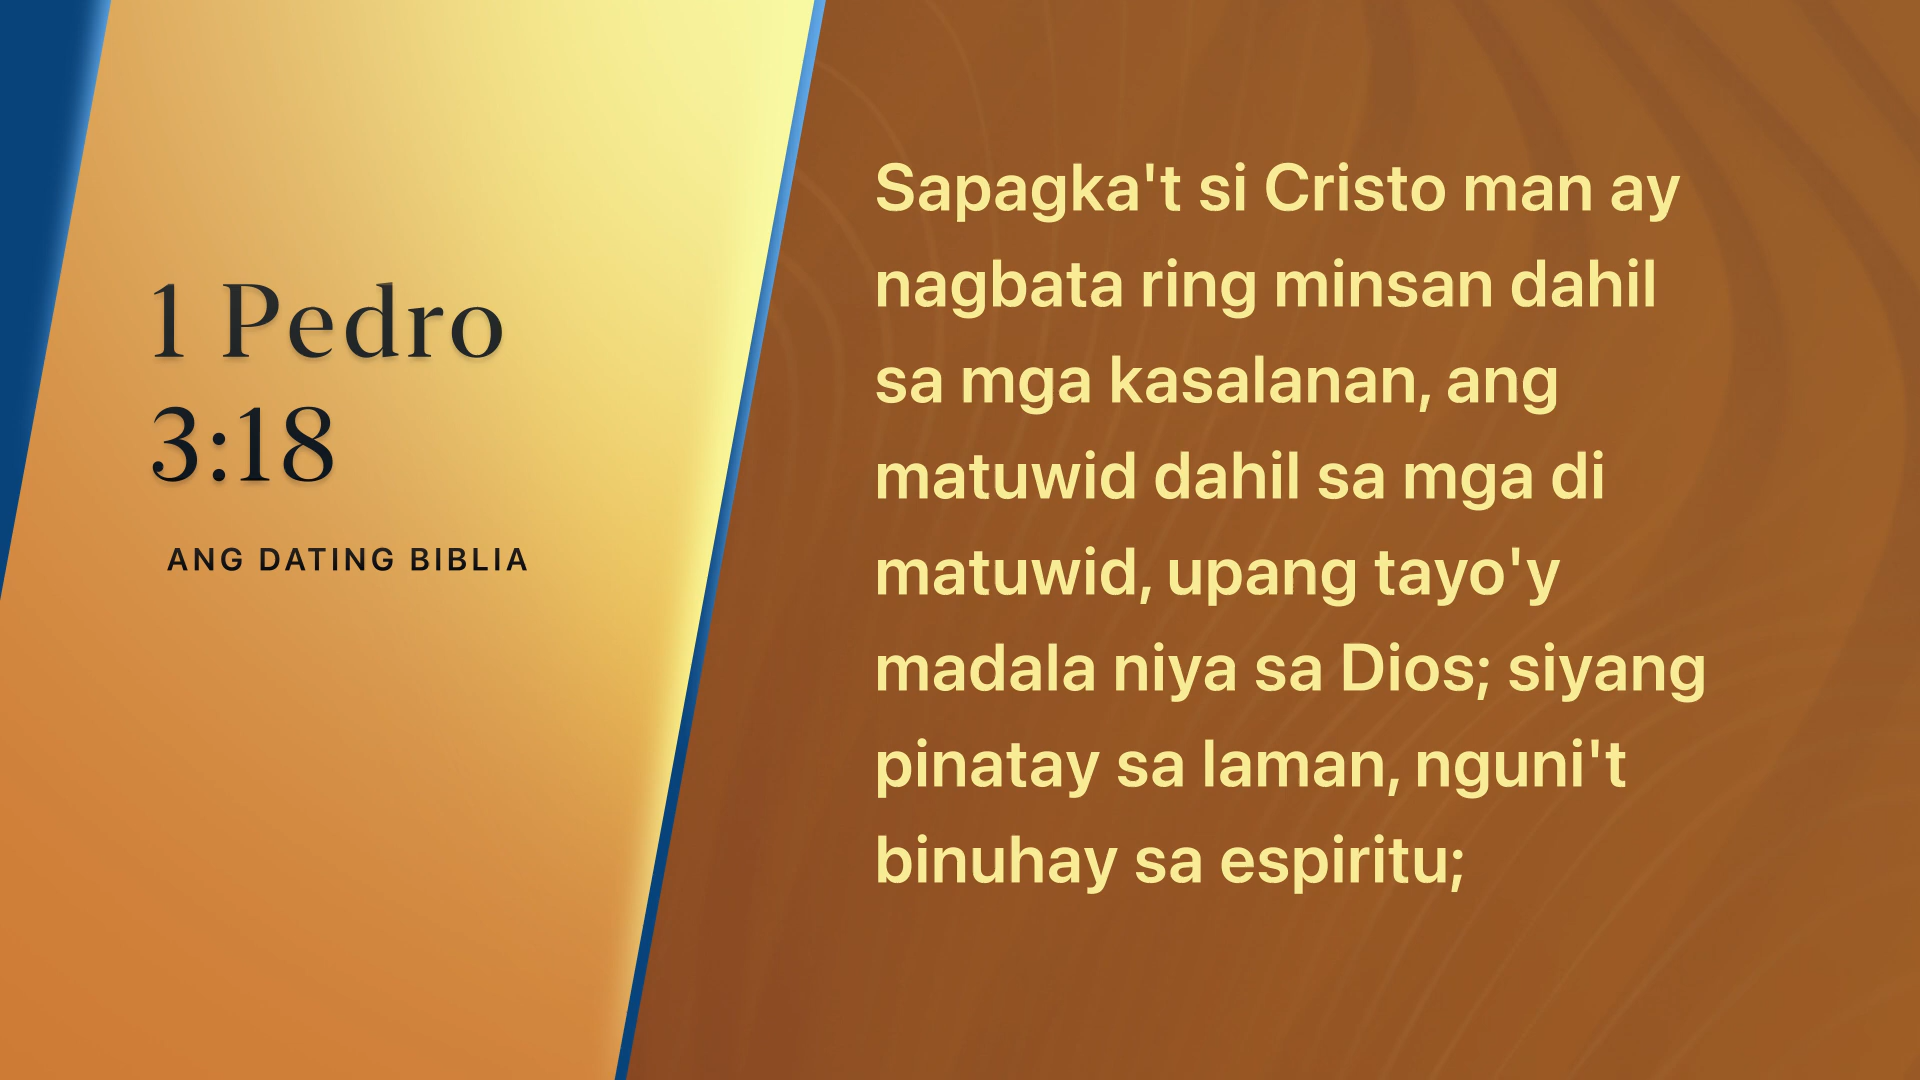 1 Pedro
3:18
ANG DATING BIBLIA
Sapagka't si Cristo man ay
nagbata ring minsan dahil
sa mga kasalanan, ang
matuwid dahil sa mga di
matuwid, upang tayo'y
madala niya sa Dios; siyang
pinatay sa laman, nguni't
binuhay sa espiritu;